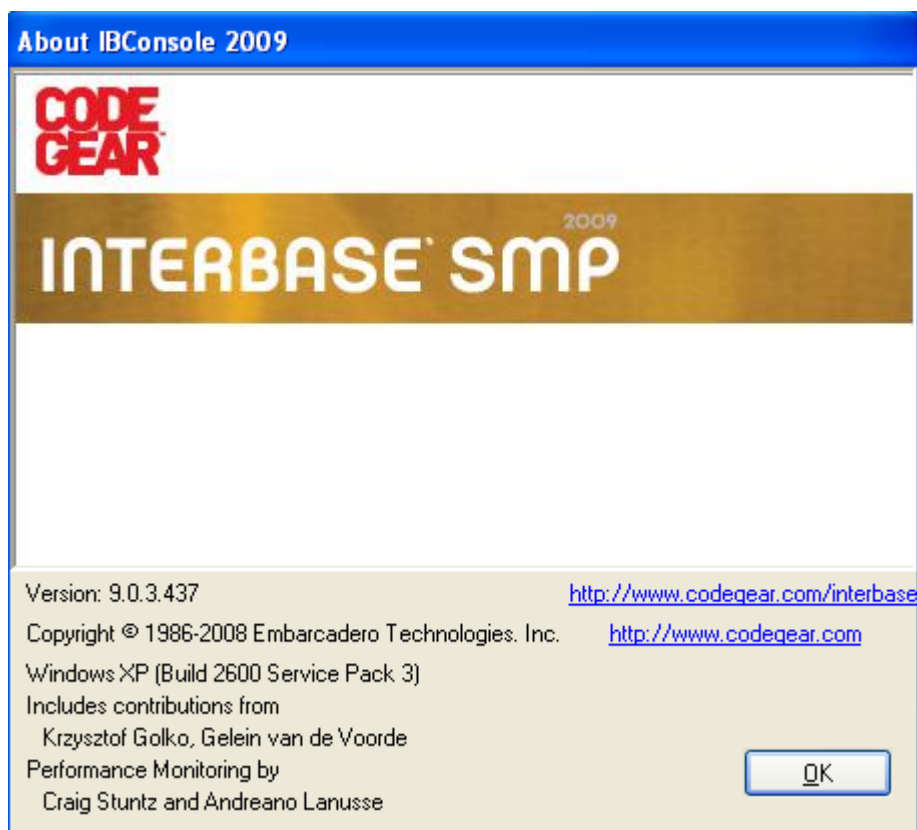 About IBConsole 2009
CODE
GEAR™
2009
INTERBASE® SMP
Version: 9.0.3.437
http://www.codegear.com/interbase
Copyright © 1986-2008 Embarcadero Technologies. Inc.
http://www.codegear.com
Windows XP (Build 2600 Service Pack 3)
Includes contributions from
Krzysztof Golko, Gelein van de Voorde
Performance Monitoring by
Craig Stuntz and Andreano Lanusse
OK